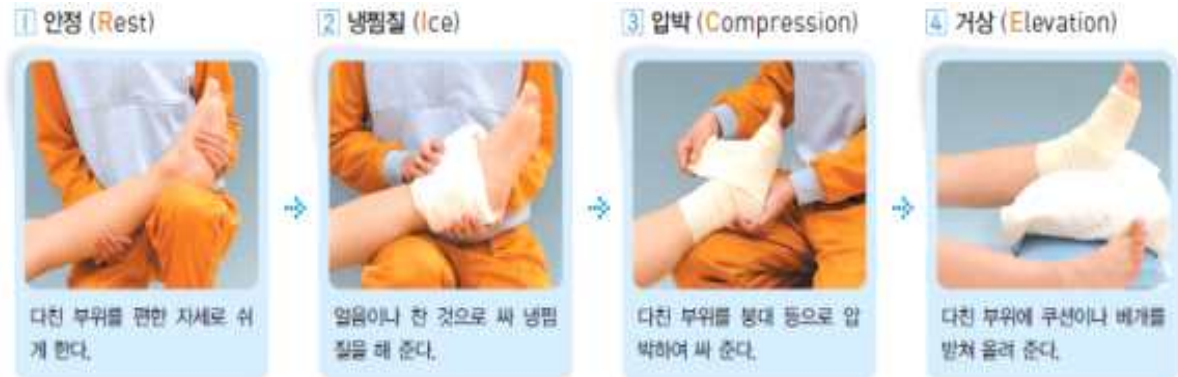 1 안정 (Rest)
다친 부위를 편한 자세로 쉬
게 한다.
2 냉찜질 (Ice)
얼음이나 찬 것으로 싸 냉찜
질을 해 준다.
3 압박 (Compression)
다친 부위를 붕대 등으로 압
박하여 싸 준다.
4 거상 (Elevation)
다친 부위에 쿠션이나 베개를
받쳐 올려 준다.